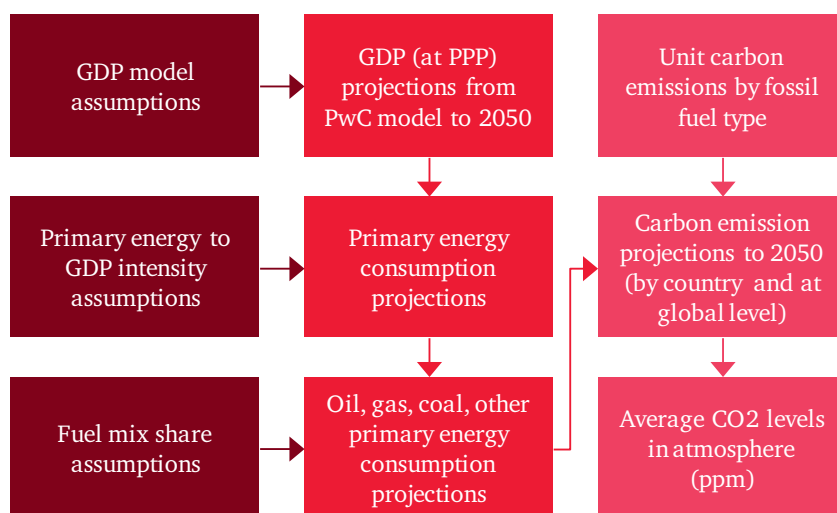 GDP model
assumptions
GDP (at PPP)
projections from
PwC model to 2050
Unit carbon
emissions by fossil
fuel type
Primary energy to
GDP intensity
assumptions
Primary energy
consumption
projections
Carbon emission
projections to 2050
(by country and at
global level)
Fuel mix share
assumptions
Oil, gas, coal, other
primary energy
consumption
projections
Average CO2 levels
in atmosphere
(ppm)